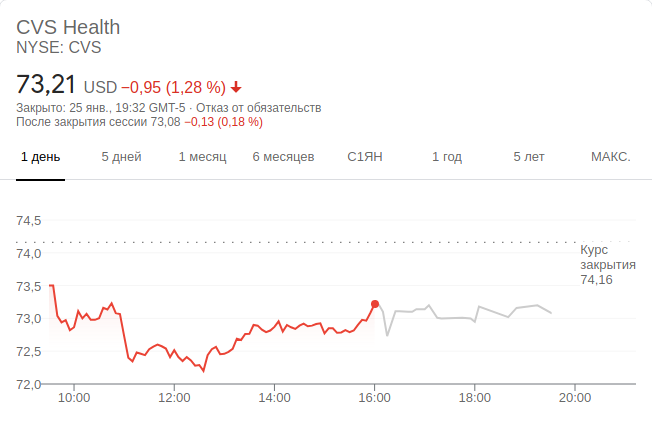 CVS Health
NYSE: CVS
73,21 USD −0,95 (1,28 %)
Закрыто: 25 янв., 19:32 GMT-5 · Отказ от обязательств
После закрытия сессии 73,08 −0,13 (0,18 %)
1 день 5 дней 1 месяц 6 месяцев С1ЯН 1 год 5 лет МАКС.
74,5
74,0
73,5
73,0
72,5
72,0
Курс
закрытия
74,16
10:00 12:00 14:00 16:00 18:00 20:00